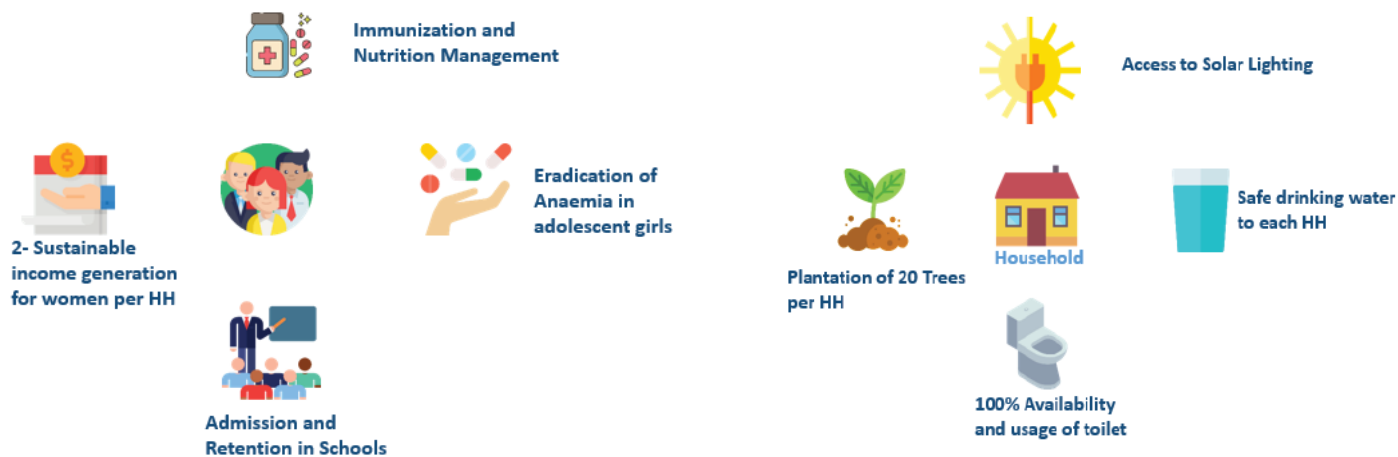 Immunization and
Nutrition Management
2- Sustainable
income generation
for women per HH
Eradication of
Anaemia in
adolescent girls
Admission and
Retention in Schools
Access to Solar Lighting
Plantation of 20 Trees
per HH
Household
Safe drinking water
to each HH
100% Availability
and usage of toilet